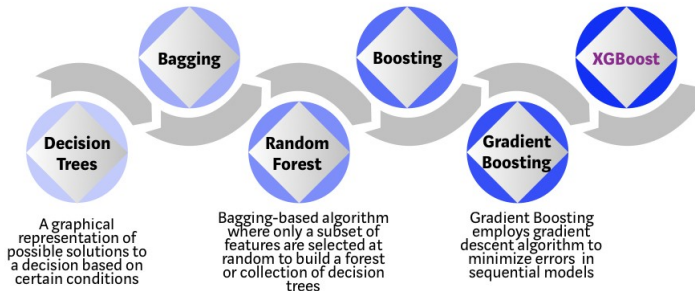 Bagging
Boosting
XGBoost
Decision
Trees
Random
Forest
Gradient
Boosting
A graphical
representation of
possible solutions to
a decision based on
certain conditions
Bagging-based algorithm
where only a subset of
features are selected at
random to build a forest
or collection of decision
trees
Gradient Boosting
employs gradient
descent algorithm to
minimize errors in
sequential models